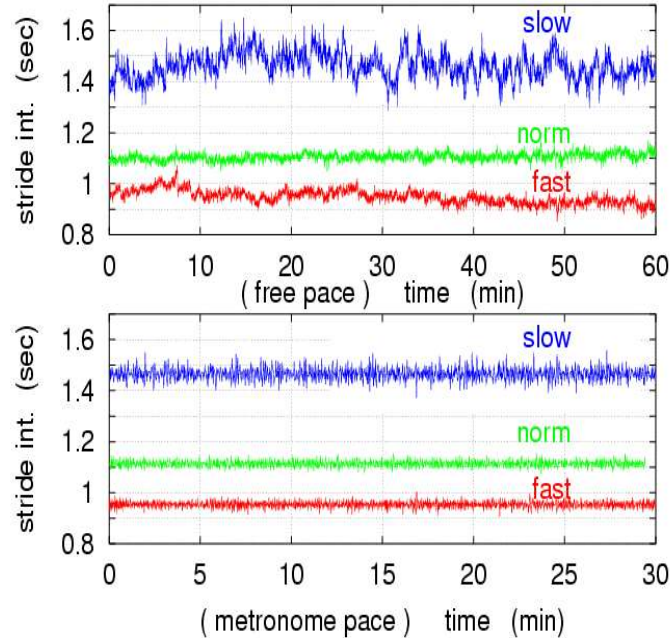 1.6
slow
1.4
stride int. (sec)
1.2
norm
1
fast
0.8
0 10 20 30 40 50 60
( free pace ) time (min)
1.6
slow
1.4
stride int. (sec)
1.2
norm
1
fast
0.8
0 5 10 15 20 25 30
( metronome pace ) time (min)